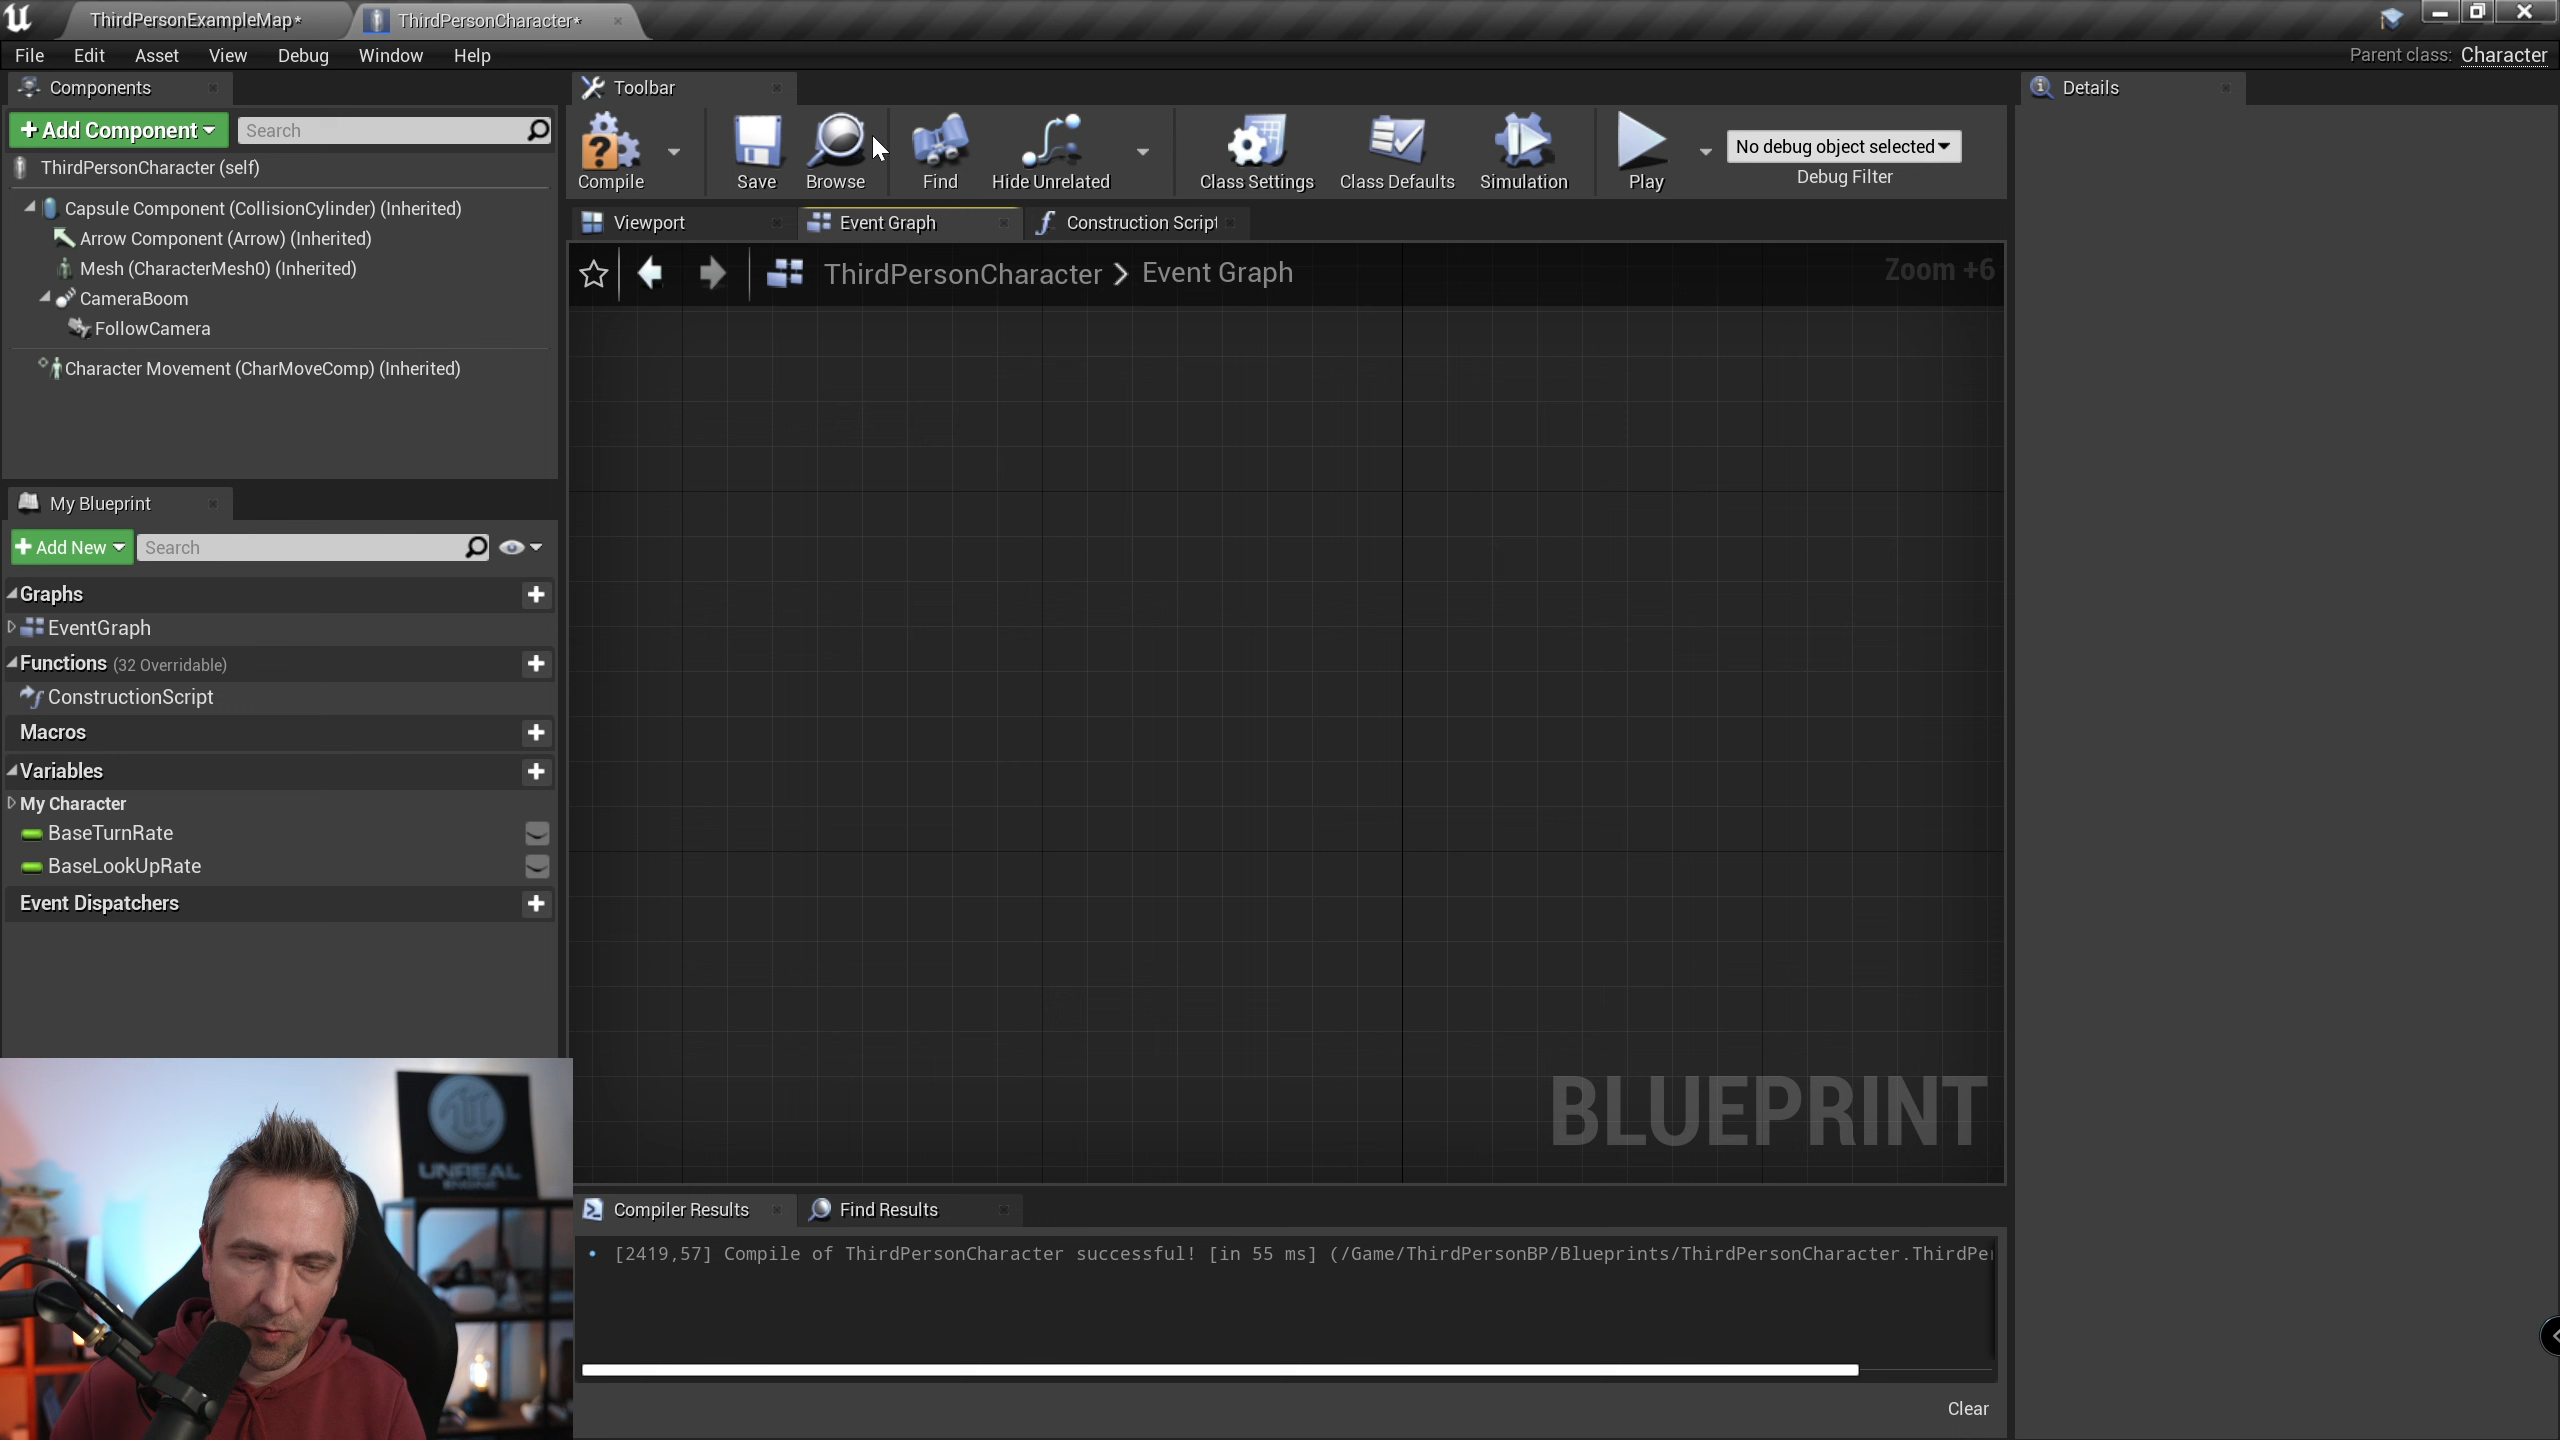 ThirdPersonExampleMap*
ThirdPersonCharacter*
File Edit Asset View Debug Window Help
Parent class: Character
Components
Toolbar
Details
Add Component
Search
Compile
Save
Browse
Find
Hide Unrelated
Class Settings
Class Defaults
Simulation
Play
No debug object selected
Debug Filter
ThirdPersonCharacter (self)
Capsule Component (CollisionCylinder) (Inherited)
Arrow Component (Arrow) (Inherited)
Mesh (CharacterMesh0) (Inherited)
CameraBoom
FollowCamera
Character Movement (CharMoveComp) (Inherited)
Viewport
Event Graph
Construction Script
ThirdPersonCharacter > Event Graph
Zoom +6
My Blueprint
Add New
Search
Graphs
EventGraph
Functions (32 Overridable)
ConstructionScript
Macros
Variables
My Character
BaseTurnRate
BaseLookUpRate
Event Dispatchers
BLUEPRINT
UNREAL
ENGINE
Compiler Results
Find Results
[2419,57] Compile of ThirdPersonCharacter successful! [in 55 ms] (/Game/ThirdPersonBP/Blueprints/ThirdPersonCharacter.ThirdPer
Clear